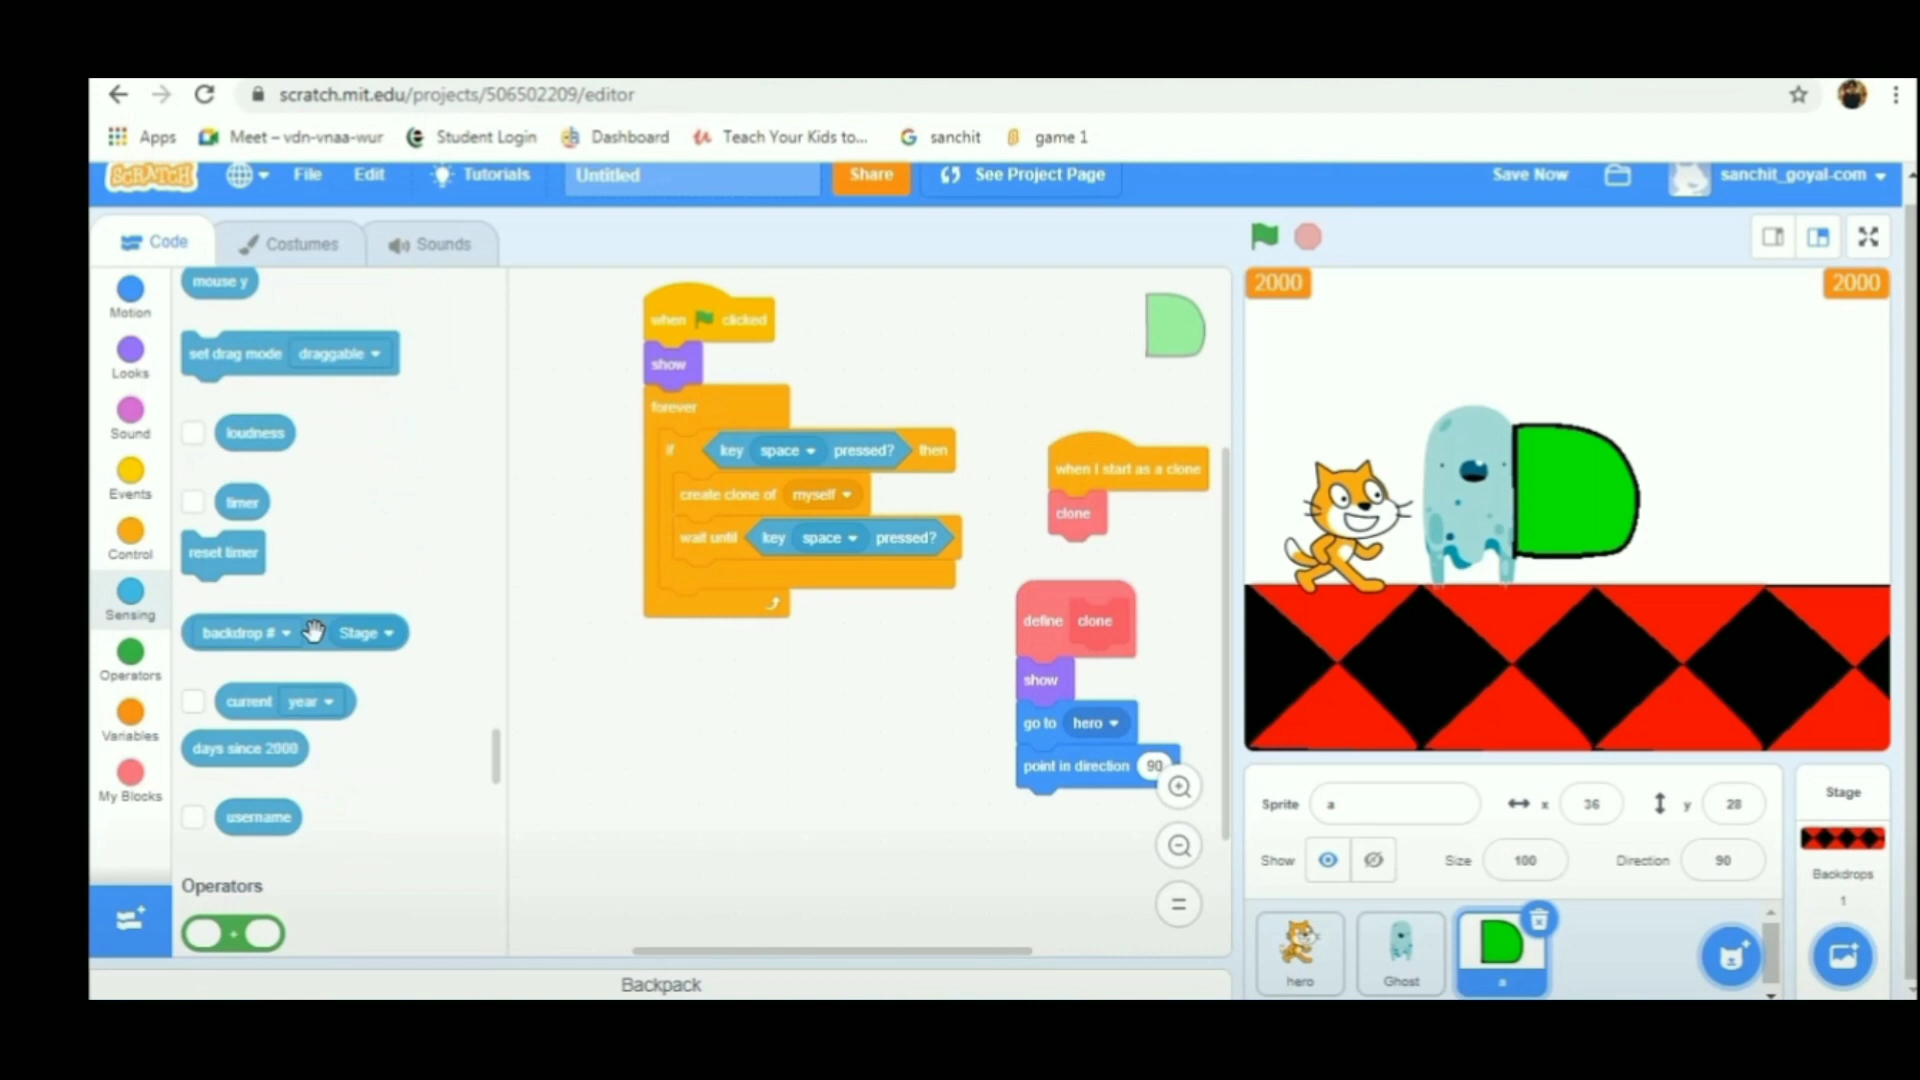 scratch.mit.edu/projects/506502209/editor
Apps Meet – vdn-vnaa-wur Student Login Dashboard Teach Your Kids to... sanchit game 1
SCRATCH File Edit Tutorials Untitled Share See Project Page Save Now sanchit_goyal-com
Code Costumes Sounds
Motion
Looks
Sound
Events
Control
Sensing
Operators
Variables
My Blocks
mouse y
set drag mode draggable
loudness
timer
reset timer
backdrop # Stage
current year
days since 2000
username
Operators
+
when clicked
show
forever
if key space pressed? then
create clone of myself
wait until key space pressed?
when I start as a clone
clone
define clone
show
go to hero
point in direction 90
Backpack
2000 2000
Sprite a x 36 y 28
Show Size 100 Direction 90
hero Ghost a
Stage
Backdrops
1